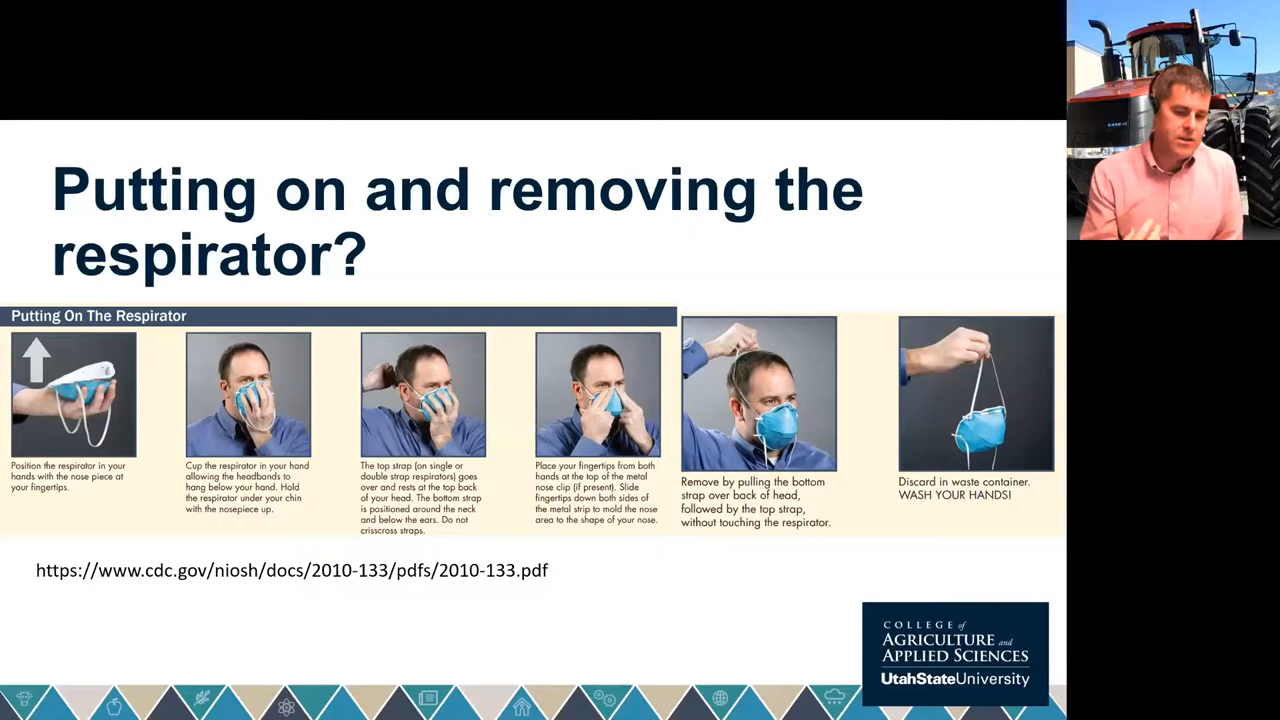 Putting on and removing the
respirator?
Putting On The Respirator
Position the respirator in your
hands with the nose piece at
your fingertips.
Cup the respirator in your hand
allowing the headbands to
hang below your hand. Hold
the respirator under your chin
with the nosepiece up.
The top strap (on single or
double strap respirators) goes
over and rests at the top back
of your head. The bottom strap
is positioned around the neck
and below the ears. Do not
crisscross straps.
Place your fingertips from both
hands at the top of the metal
nose clip (if present). Slide
fingertips down both sides of
the metal strip to mold the nose
area to the shape of your nose.
Remove by pulling the bottom
strap over back of head,
followed by the top strap,
without touching the respirator.
Discard in waste container.
WASH YOUR HANDS!
https://www.cdc.gov/niosh/docs/2010-133/pdfs/2010-133.pdf
COLLEGE of
AGRICULTURE and
APPLIED SCIENCES
UtahStateUniversity